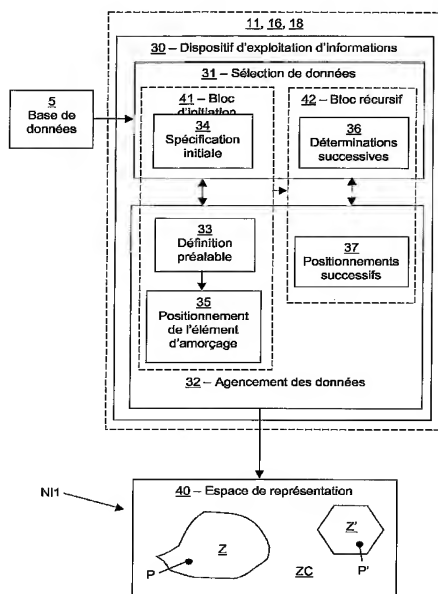 11, 16, 18
30 – Dispositif d'exploitation d'informations
31 – Sélection de données
5
Base de
données
41 – Bloc
d'initiation
34
Spécification
initiale
42 – Bloc récursif
36
Déterminations
successives
33
Définition
préalable
35
Positionnement
de l'élément
d'amorçage
37
Positionnements
successifs
32 – Agencement des données
NI1
40 – Espace de représentation
Z
P
Z'
P'
ZC